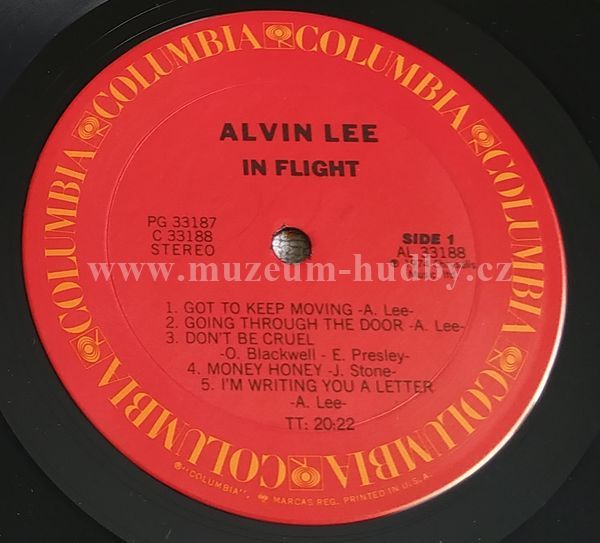 COLUMBIA COLUMBIA COLUMBIA COLUMBIA COLUMBIA COLUMBIA
ALVIN LEE
IN FLIGHT
PG 33187
C 33188
STEREO
SIDE 1
AL 33188
℗ 1974
www.muzeum-hudby.cz
1. GOT TO KEEP MOVING -A. Lee-
2. GOING THROUGH THE DOOR -A. Lee-
3. DON'T BE CRUEL
-O. Blackwell - E. Presley-
4. MONEY HONEY -J. Stone-
5. I'M WRITING YOU A LETTER
-A. Lee-
TT: 20:22
®"COLUMBIA", MARCAS REG. PRINTED IN U.S.A.